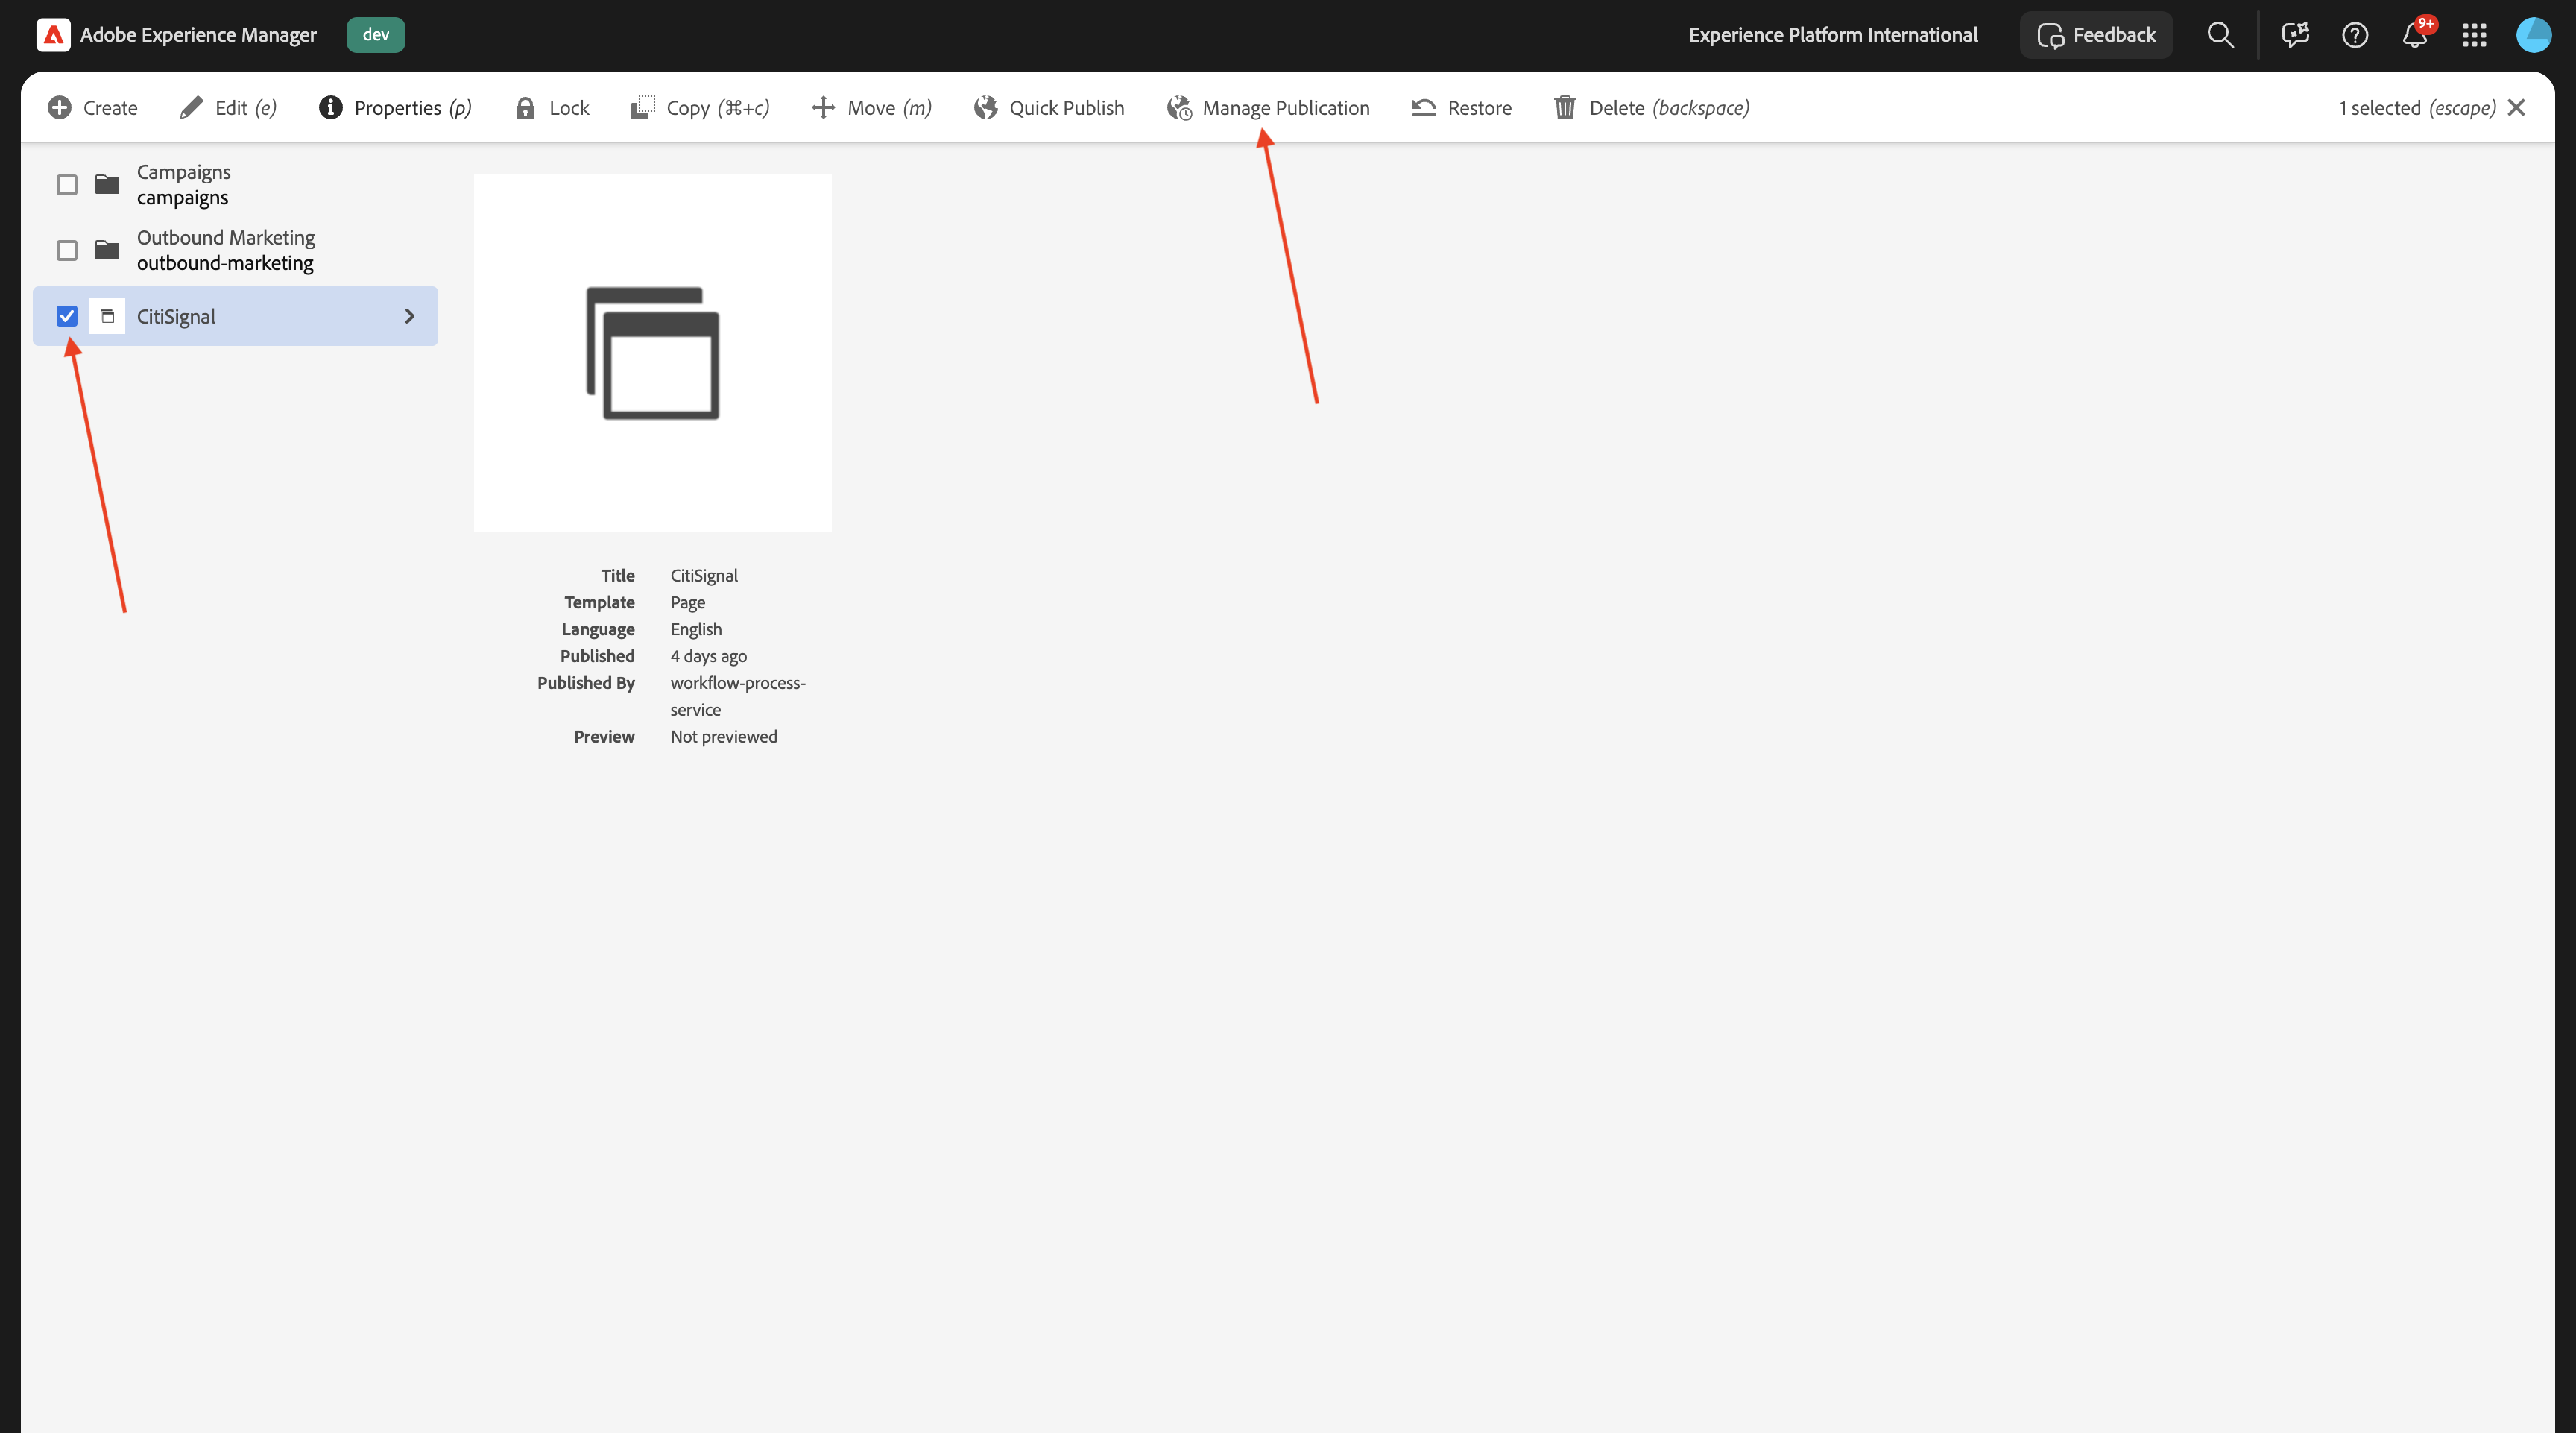 Adobe Experience Manager
dev
Experience Platform International
Feedback
9+
Create
Edit (e)
Properties (p)
Lock
Copy (⌘+c)
Move (m)
Quick Publish
Manage Publication
Restore
Delete (backspace)
1 selected (escape)
Campaigns
campaigns
Outbound Marketing
outbound-marketing
CitiSignal
Title CitiSignal
Template Page
Language English
Published 4 days ago
Published By workflow-process-
service
Preview Not previewed